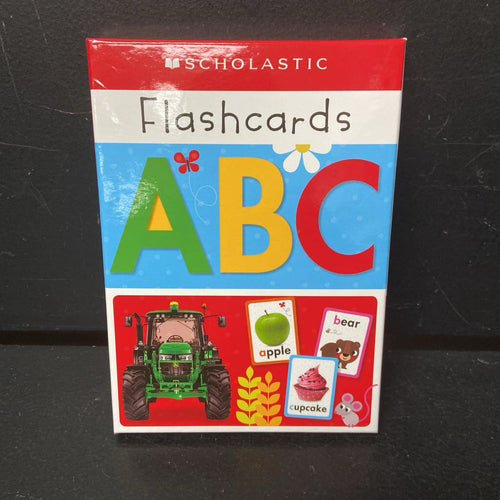 SCHOLASTIC
Flashcards
ABC
apple
bear
cupcake